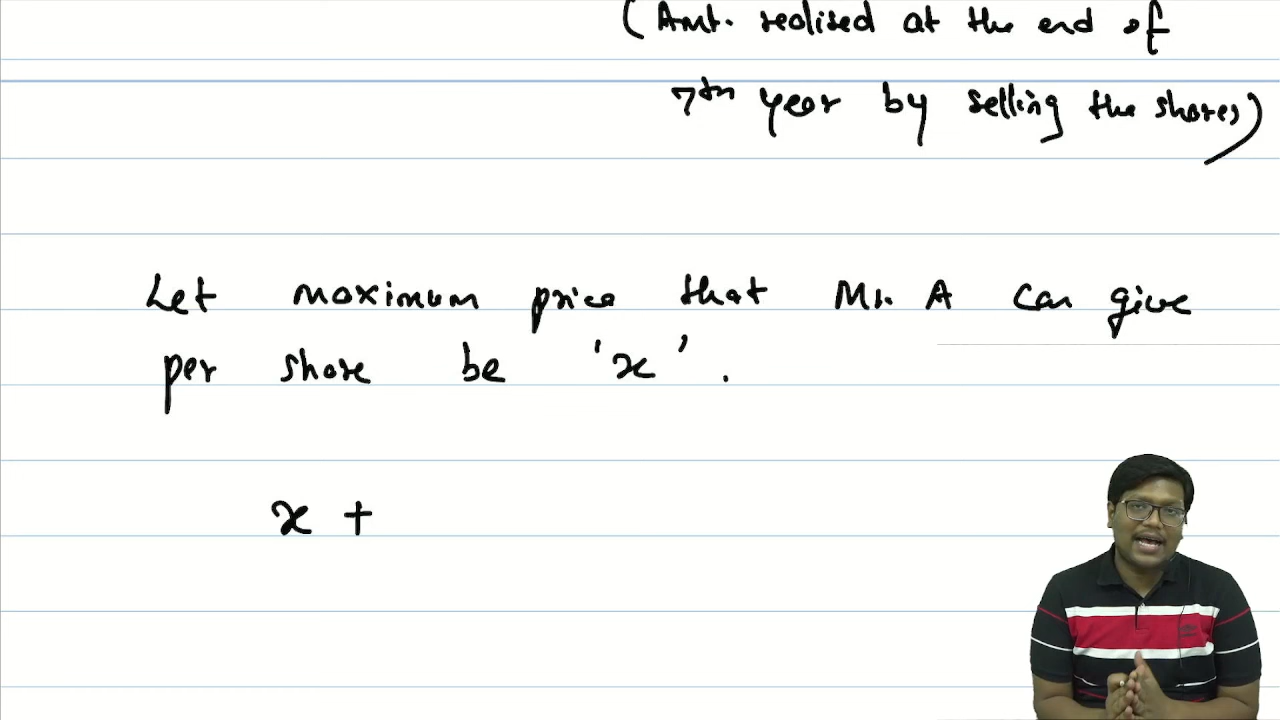 (Amt. realised at the end of
7th year by selling the shares)
Let maximum price that Mr. A can give
per share be 'x'.
x +